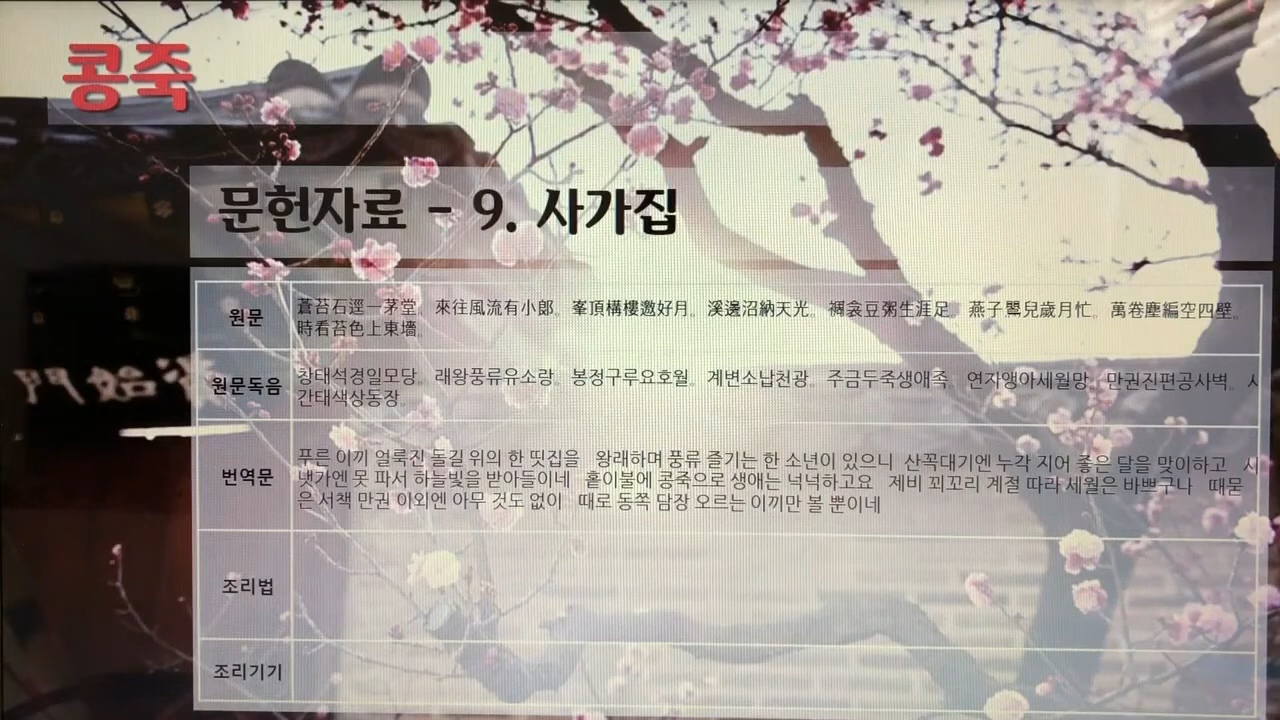 콩죽
문헌자료 - 9. 사가집
원문
蒼苔石逕一茅堂。 來往風流有小郞。 峯頂構樓邀好月。 溪邊沼納天光。 裯衾豆粥生涯足。 燕子鸎兒歲月忙。 萬卷塵編空四壁。
時看苔色上東墻。
원문독음
창태석경일모당。 래왕풍류유소랑。 봉정구루요호월。 계변소납천광。 주금두죽생애족。 연자앵아세월망。 만권진편공사벽。 시
간태색상동장。
번역문
푸르 이끼 얼룩진 돌길 위의 한 띳집을 왕래하며 풍류 즐기는 한 소년이 있으니 산꼭대기엔 누각 지어 좋은 달을 맞이하고 시
냇가엔 못 파서 하늘빛을 받아들이네 홑이불에 콩죽으로 생애는 넉넉하고요 제비 꾀꼬리 계절 따라 세월은 바쁘구나 때묻
은 서책 만권 이외엔 아무 것도 없이 때로 동쪽 담장 오르는 이끼만 볼 뿐이네
조리법
조리기기